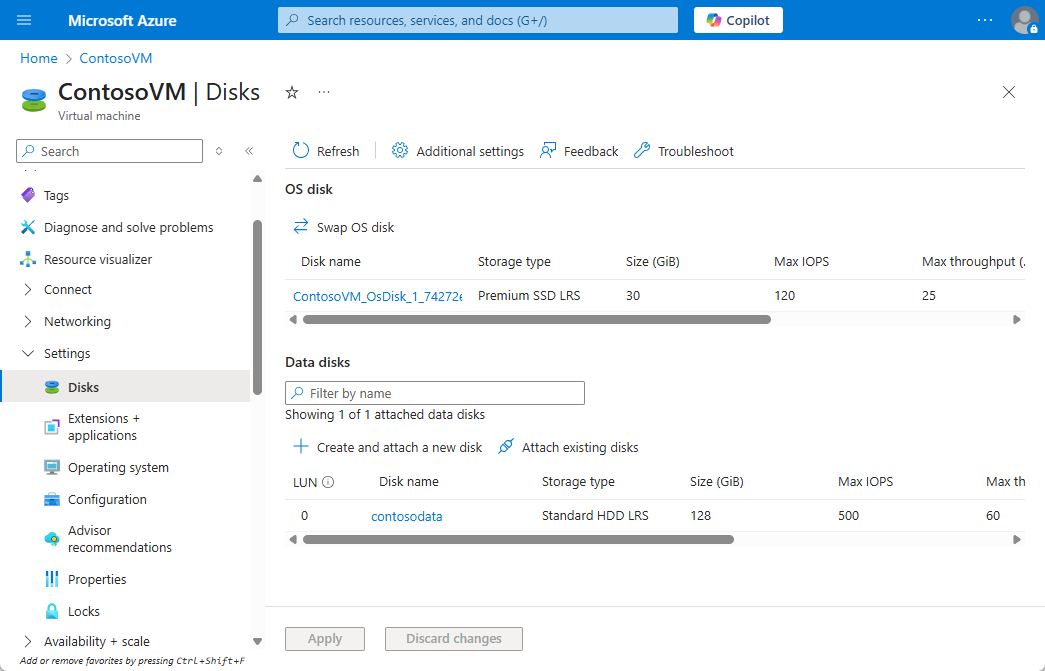 Microsoft Azure
Search resources, services, and docs (G+/)
Copilot
Home > ContosoVM
ContosoVM | Disks
Virtual machine
Search
Tags
Diagnose and solve problems
Resource visualizer
Connect
Networking
Settings
Disks
Extensions +
applications
Operating system
Configuration
Advisor
recommendations
Properties
Locks
Availability + scale
Add or remove favorites by pressing Ctrl+Shift+F
Refresh
Additional settings
Feedback
Troubleshoot
OS disk
Swap OS disk
Disk name Storage type Size (GiB) Max IOPS Max throughput (.
ContosoVM_OsDisk_1_74272e Premium SSD LRS 30 120 25
Data disks
Filter by name
Showing 1 of 1 attached data disks
Create and attach a new disk
Attach existing disks
LUN Disk name Storage type Size (GiB) Max IOPS Max th
0 contosodata Standard HDD LRS 128 500 60
Apply
Discard changes